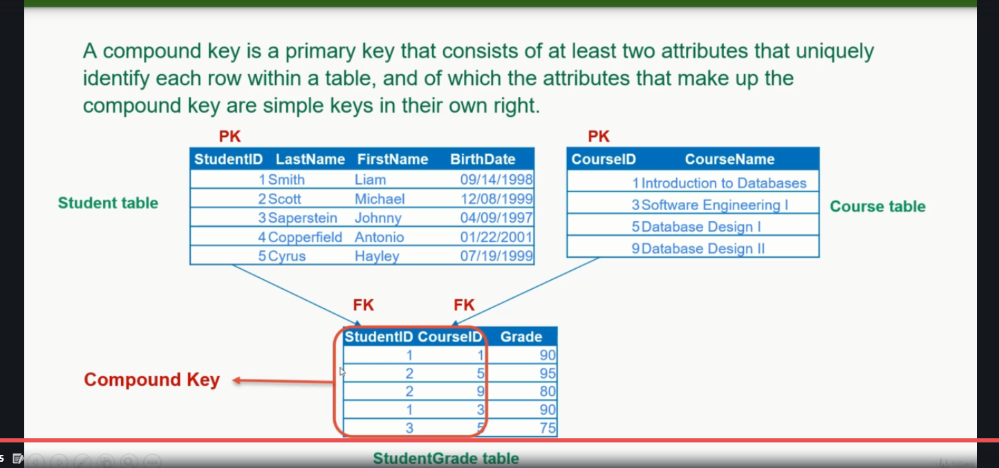 A compound key is a primary key that consists of at least two attributes that uniquely
identify each row within a table, and of which the attributes that make up the
compound key are simple keys in their own right.
PK
StudentID LastName FirstName BirthDate
1 Smith Liam 09/14/1998
2 Scott Michael 12/08/1999
3 Saperstein Johnny 04/09/1997
4 Copperfield Antonio 01/22/2001
5 Cyrus Hayley 07/19/1999
Student table
PK
CourseID CourseName
1 Introduction to Databases
3 Software Engineering I
5 Database Design I
9 Database Design II
Course table
FK FK
StudentID CourseID Grade
1 1 90
2 5 95
2 9 80
1 3 90
3 5 75
Compound Key
StudentGrade table
5